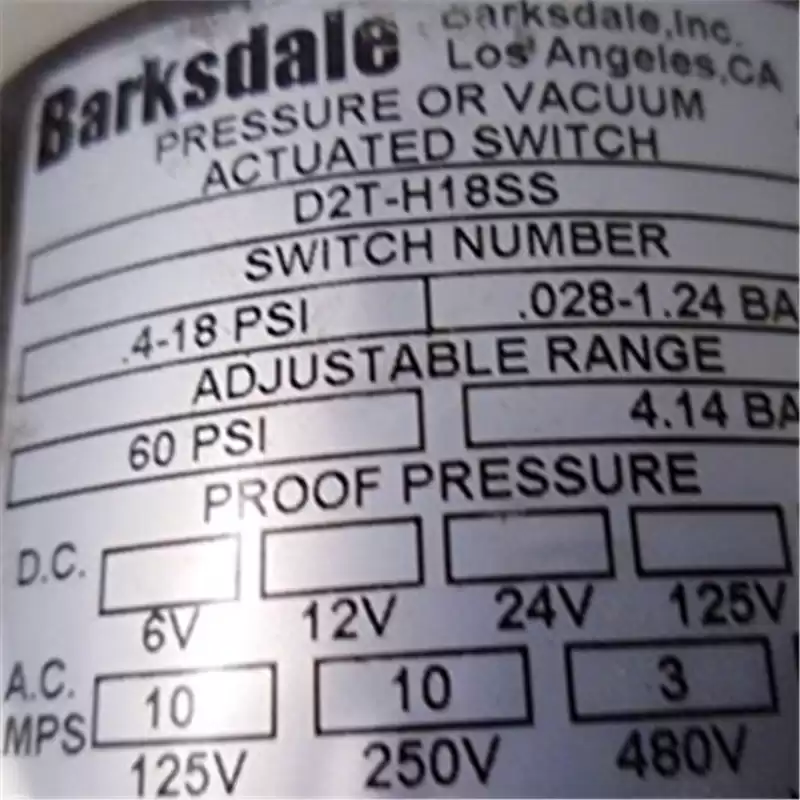 Barksdale
Barksdale, Inc.
Los Angeles, CA
PRESSURE OR VACUUM
ACTUATED SWITCH
D2T-H18SS
SWITCH NUMBER
.4-18 PSI .028-1.24 BA
ADJUSTABLE RANGE
60 PSI 4.14 BA
PROOF PRESSURE
D.C.
6V 12V 24V 125V
A.C. 10 10 3
MPS
125V 250V 480V